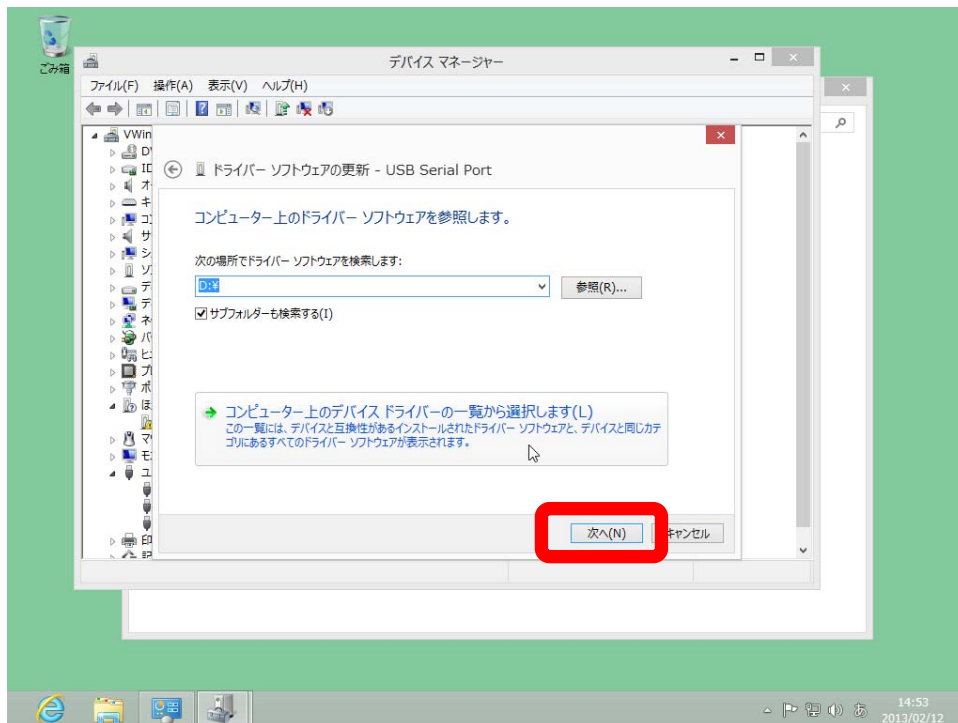 ごみ箱
デバイス マネージャー
ファイル(F) 操作(A) 表示(V) ヘルプ(H)
VWin
ドライバー ソフトウェアの更新 - USB Serial Port
コンピューター上のドライバー ソフトウェアを参照します。
次の場所でドライバー ソフトウェアを検索します:
D:¥
参照(R)...
サブフォルダーも検索する(I)
コンピューター上のデバイス ドライバーの一覧から選択します(L)
この一覧には、デバイスと互換性があるインストールされたドライバー ソフトウェアと、デバイスと同じカテ
ゴリにあるすべてのドライバー ソフトウェアが表示されます。
次へ(N)
キャンセル
あ
14:53
2013/02/12